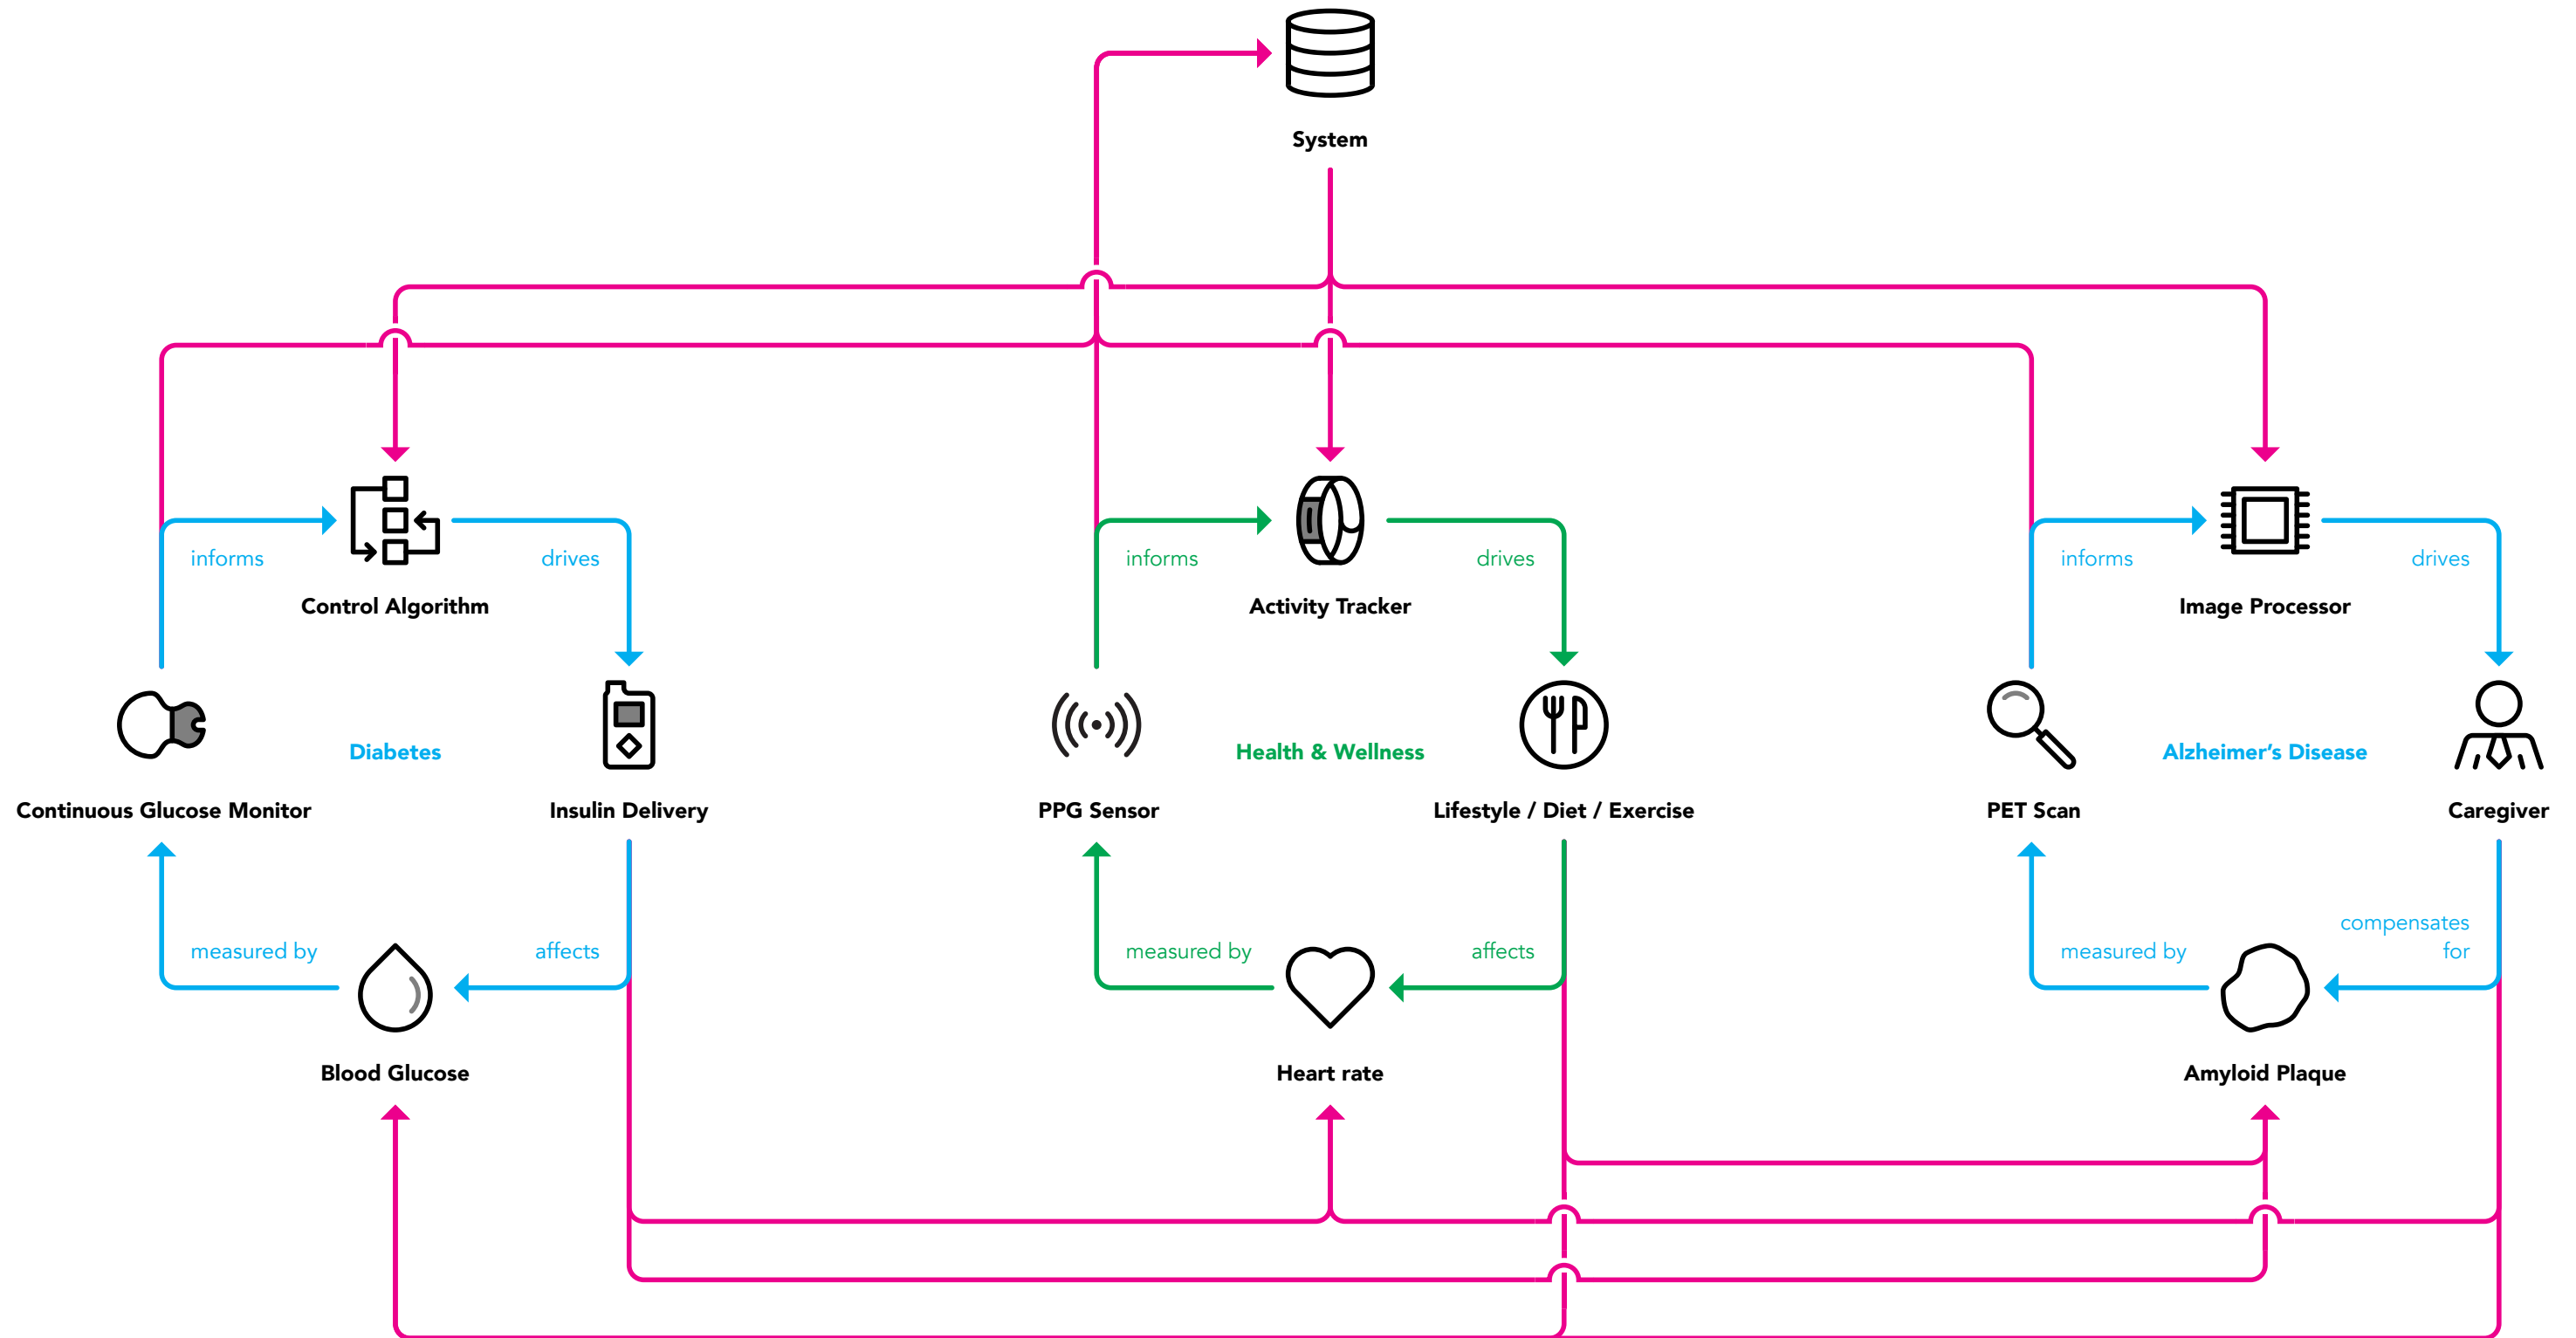 System
informs
drives
informs
drives
informs
drives
Control Algorithm
Activity Tracker
Image Processor
Diabetes
Health & Wellness
Alzheimer’s Disease
Continuous Glucose Monitor
Insulin Delivery
PPG Sensor
Lifestyle / Diet / Exercise
PET Scan
Caregiver
measured by
affects
measured by
affects
measured by
compensates
for
Blood Glucose
Heart rate
Amyloid Plaque